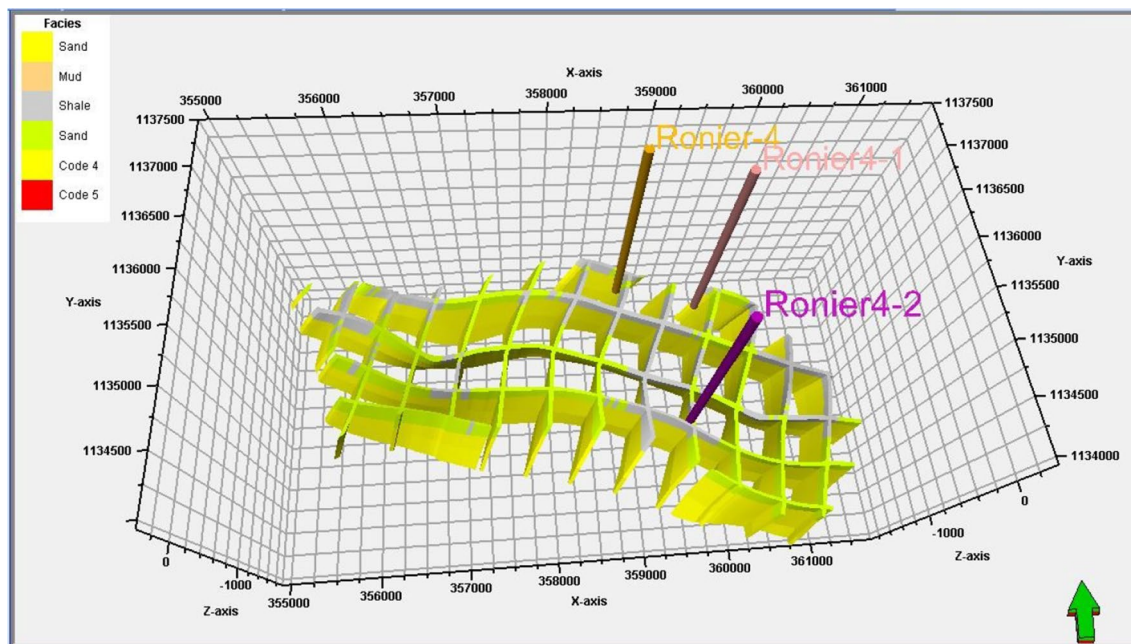 Facies
Sand
Mud
Shale
Sand
Code 4
Code 5
X-axis
355000 356000 357000 358000 359000 360000 361000
1137500
1137000
1136500
1136000
1135500
1135000
1134500
Y-axis
1137500
1136500
1136000
1135500
1135000
1134500
1134000
Y-axis
Ronier-4
Ronier4-1
Ronier4-2
0
-1000
Z-axis
0
-1000
Z-axis
355000 356000 357000 358000 359000 360000 361000
X-axis